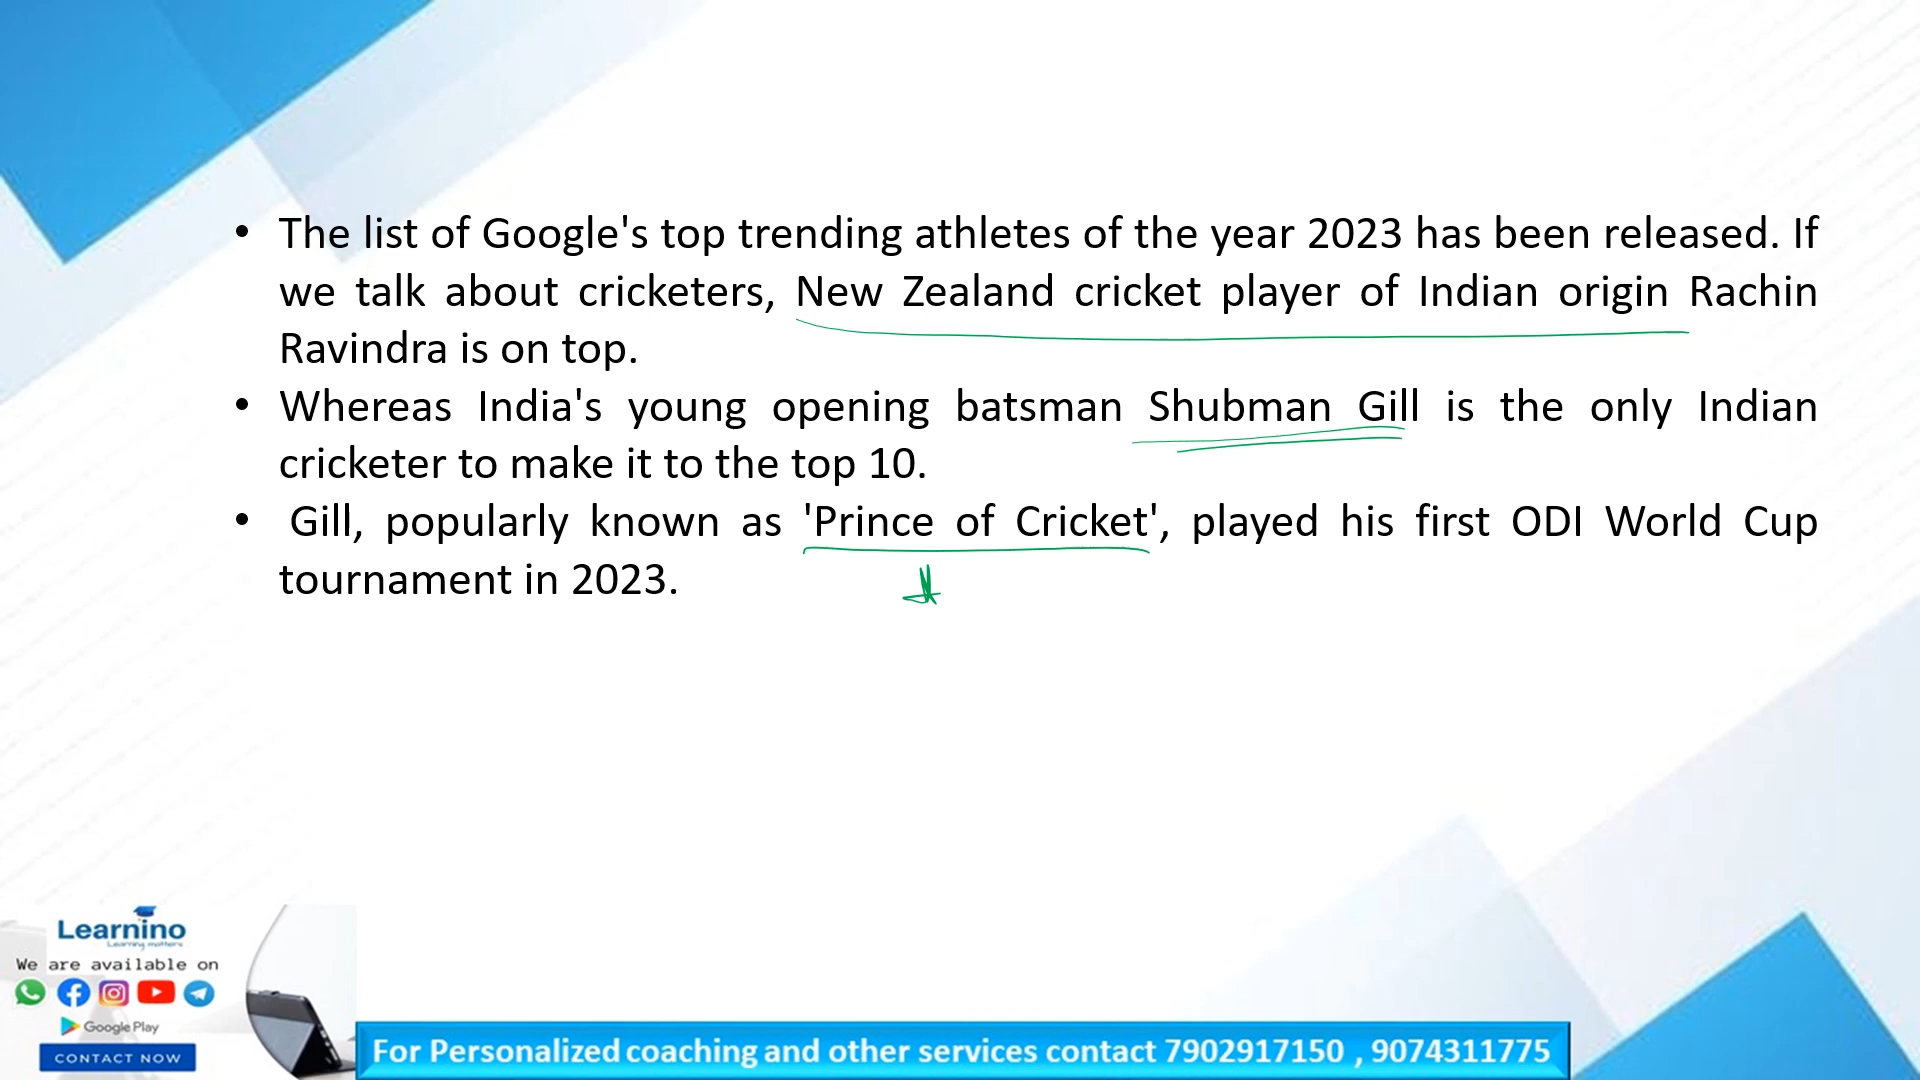 • The list of Google's top trending athletes of the year 2023 has been released. If
we talk about cricketers, New Zealand cricket player of Indian origin Rachin
Ravindra is on top.
• Whereas India's young opening batsman Shubman Gill is the only Indian
cricketer to make it to the top 10.
• Gill, popularly known as 'Prince of Cricket', played his first ODI World Cup
tournament in 2023.
Learnino
Learning matters
We are available on
Google Play
CONTACT NOW
For Personalized coaching and other services contact 7902917150 , 9074311775